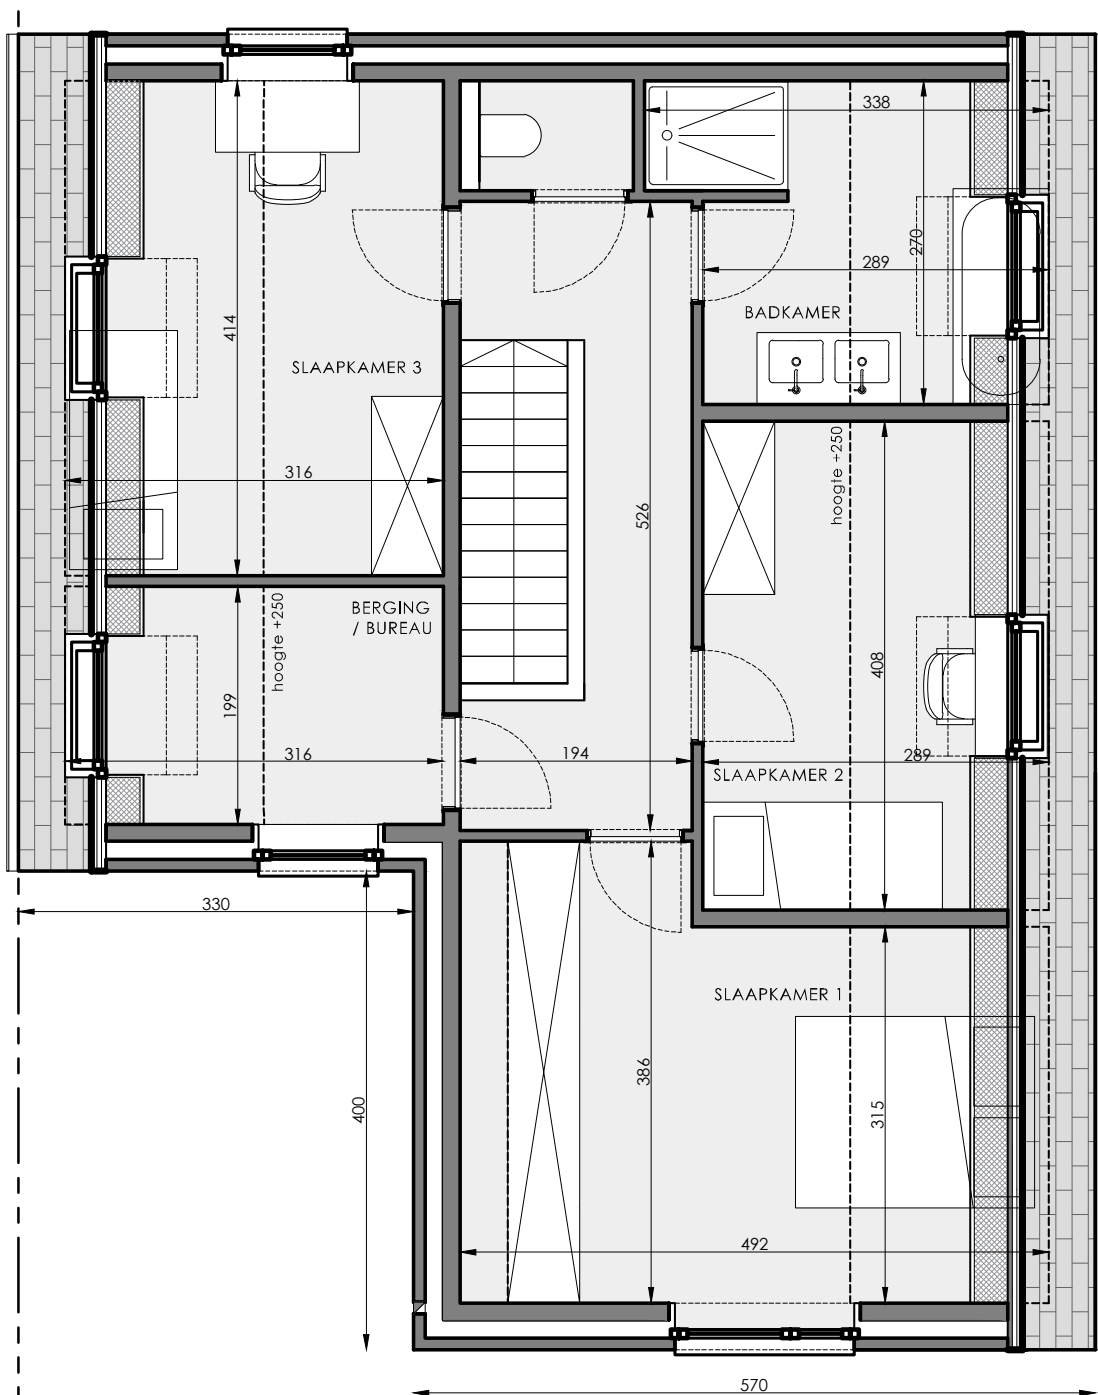 338
270
289
BADKAMER
414
SLAAPKAMER 3
hoogte +250
316
526
BERGING
/ BUREAU
hoogte +250
199
408
316
194
289
SLAAPKAMER 2
330
SLAAPKAMER 1
386
400
315
492
570